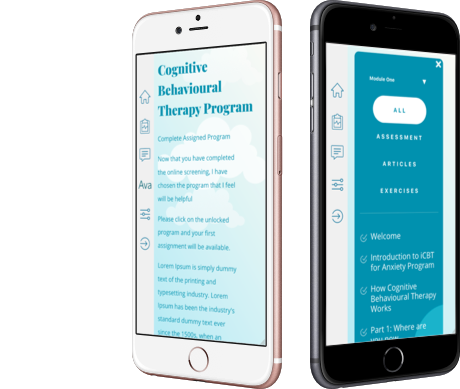 Cognitive
Behavioural
Therapy Program
Complete Assigned Program
Now that you have completed
the online screening, I have
chosen the program that I feel
will be helpful
Please click on the unlocked
program and your first
assignment will be available.
Lorem Ipsum is simply dummy
text of the printing and
typesetting industry. Lorem
Ipsum has been the industry's
standard dummy text ever
since the 1500s, when an
Ava
X
Module One
ALL
ASSESSMENT
ARTICLES
EXERCISES
Welcome
Introduction to iCBT
for Anxiety Program
How Cognitive
Behavioural Therapy
Works
Part 1: Where are
you now